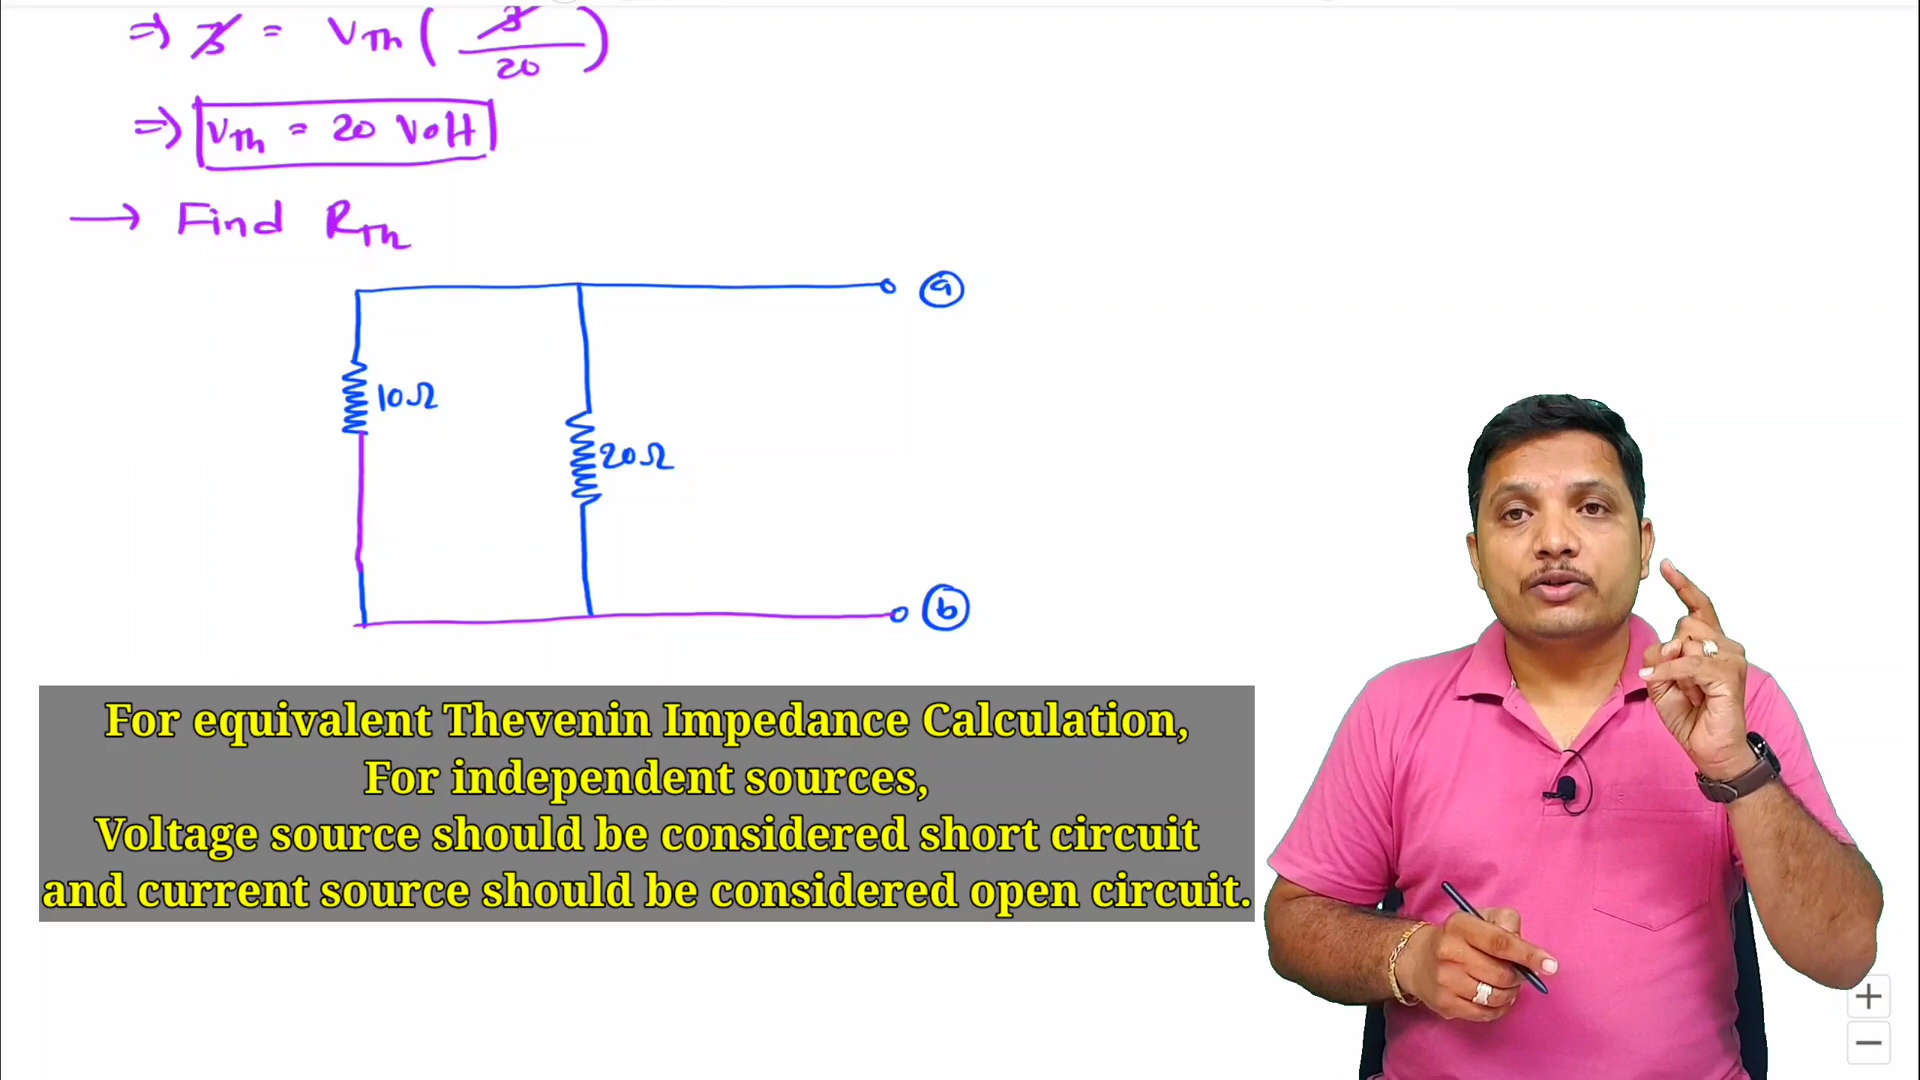 ⇒ 3 = VTh ( 3 / 20 )
⇒ VTh = 20 Volt
→ Find RTh
a
10Ω
20Ω
b
For equivalent Thevenin Impedance Calculation,
For independent sources,
Voltage source should be considered short circuit
and current source should be considered open circuit.